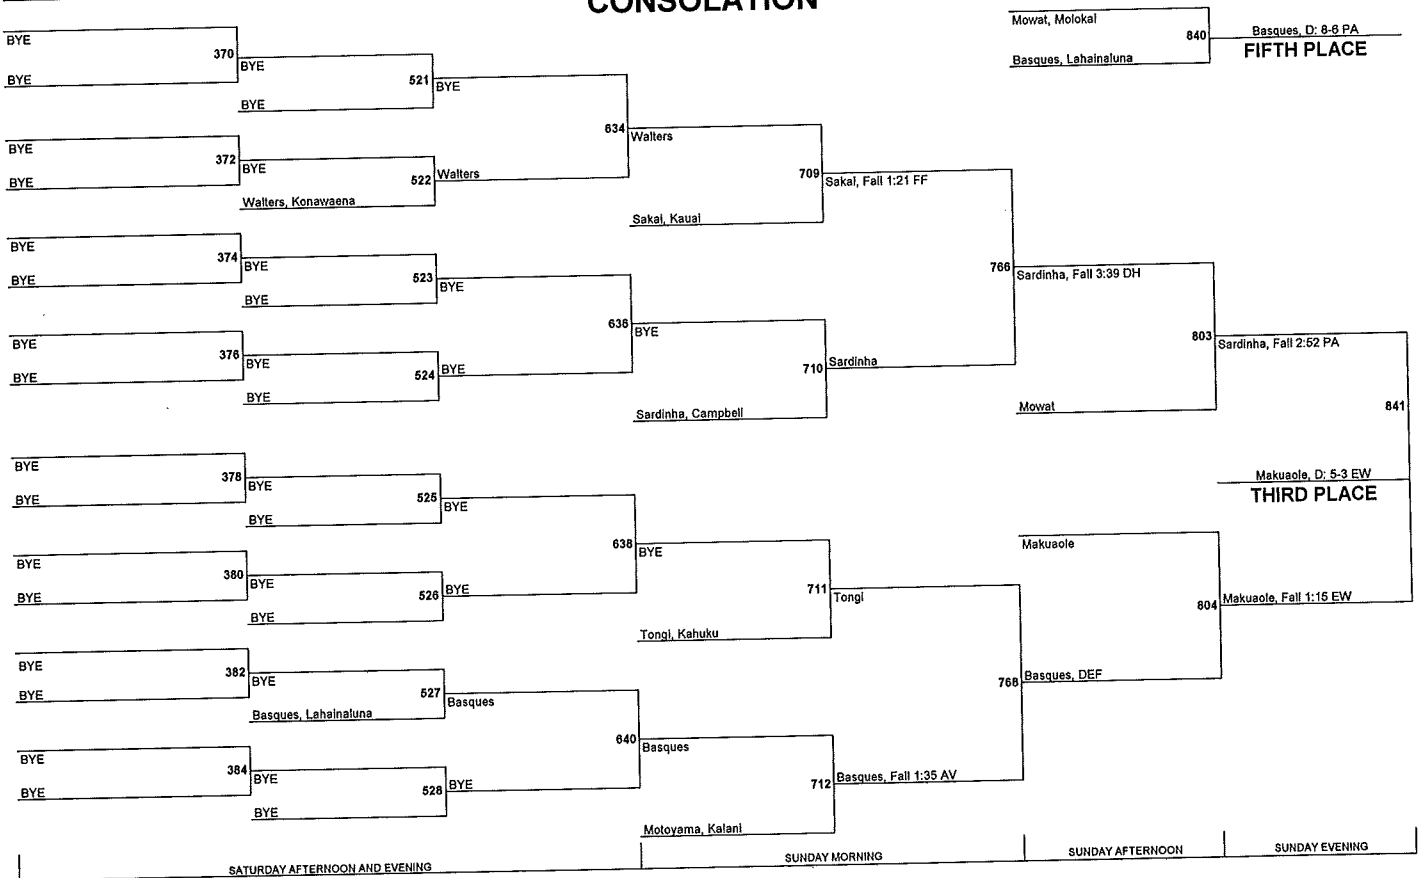 CONSOLATION
Mowat, Molokai
840
Basques, D: 8-6 PA
Basques, Lahainaluna
FIFTH PLACE
BYE
370
BYE
BYE
521
BYE
BYE
634
Walters
BYE
372
BYE
BYE
522
Walters
Walters, Konawaena
709
Sakai, Fall 1:21 FF
Sakai, Kauai
BYE
374
BYE
BYE
523
BYE
BYE
766
Sardinha, Fall 3:39 DH
636
BYE
BYE
376
BYE
BYE
524
BYE
BYE
710
Sardinha
Sardinha, Campbell
803
Sardinha, Fall 2:52 PA
Mowat
841
BYE
378
BYE
BYE
525
BYE
BYE
Makuaole, D: 5-3 EW
THIRD PLACE
638
BYE
Makuaole
BYE
380
BYE
BYE
526
BYE
BYE
711
Tongi
Tongi, Kahuku
804
Makuaole, Fall 1:15 EW
BYE
382
BYE
BYE
527
Basques
Basques, Lahainaluna
768
Basques, DEF
640
Basques
BYE
384
BYE
BYE
528
BYE
BYE
712
Basques, Fall 1:35 AV
Motoyama, Kalani
SATURDAY AFTERNOON AND EVENING
SUNDAY MORNING
SUNDAY AFTERNOON
SUNDAY EVENING